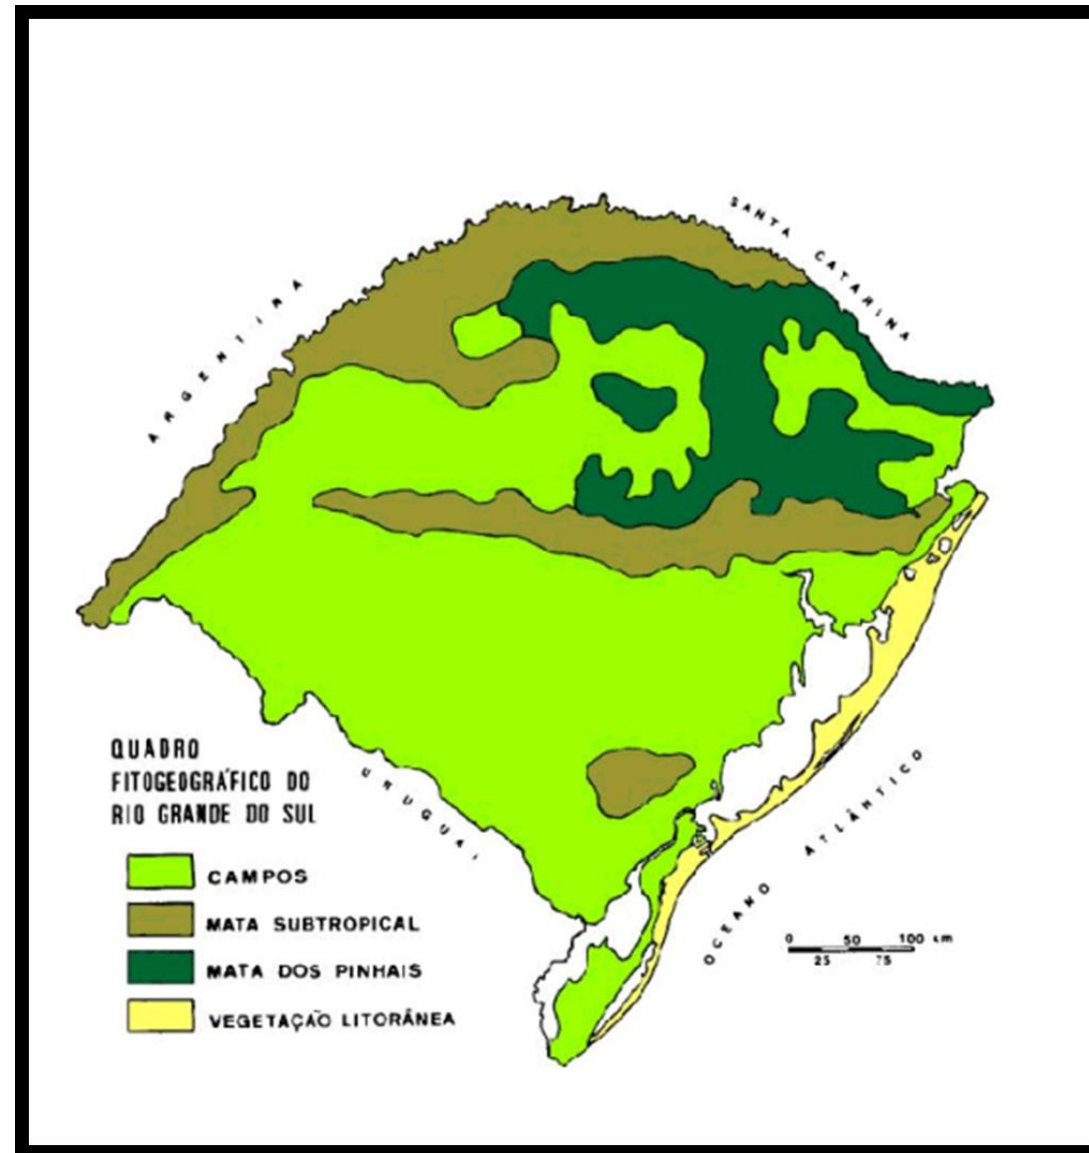 SANTA CATARINA
ARGENTINA
QUADRO
FITOGEOGRÁFICO DO
RIO GRANDE DO SUL
URUGUAI
OCEANO ATLÂNTICO
CAMPOS
MATA SUBTROPICAL
MATA DOS PINHAIS
VEGETAÇÃO LITORÂNEA
0 50 100 km
25 75